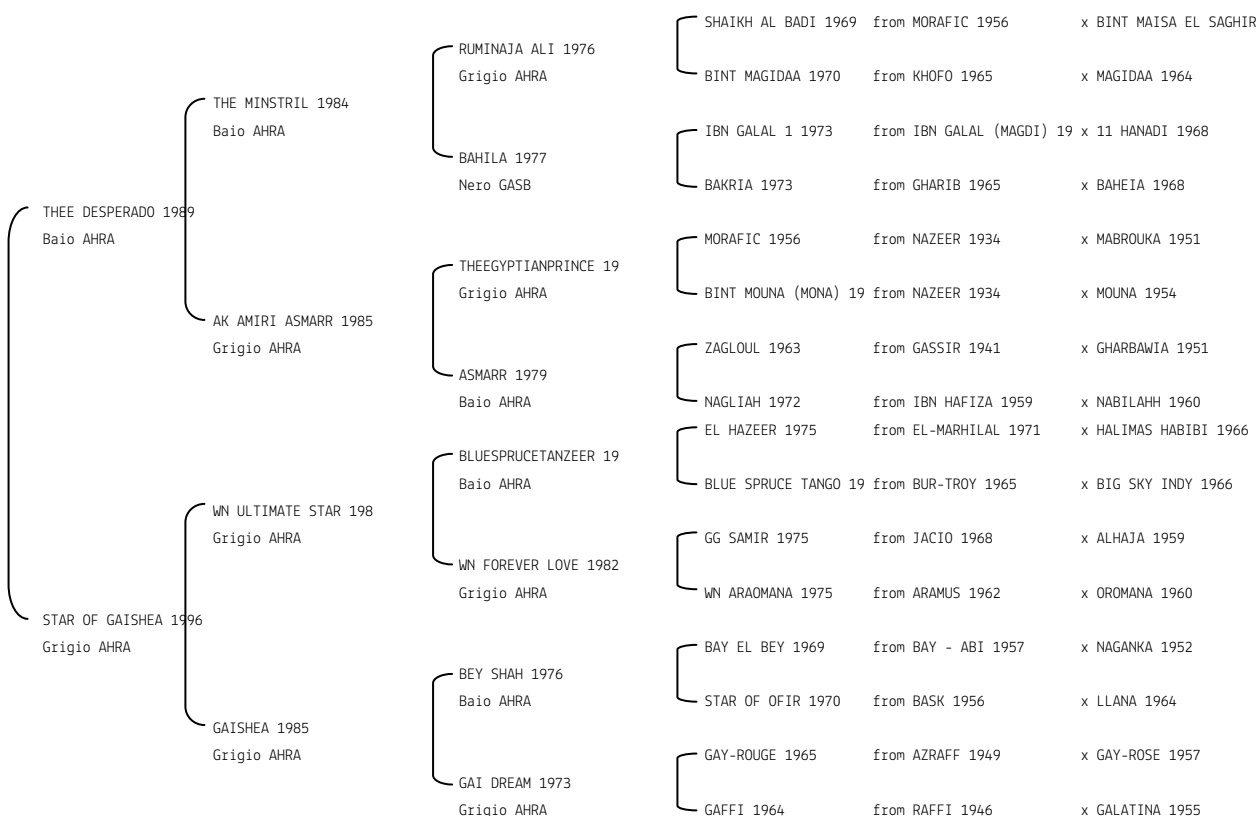 SHAIKH AL BADI 1969 from MORAFIC 1956 x BINT MAISA EL SAGHIR
RUMINAJA ALI 1976
Grigio AHRA BINT MAGIDAA 1970 from KHOFO 1965 x MAGIDAA 1964
THE MINSTRIL 1984
Baio AHRA IBN GALAL 1 1973 from IBN GALAL (MAGDI) 19 x 11 HANADI 1968
BAHILA 1977
Nero GASB BAKRIA 1973 from GHARIB 1965 x BAHEIA 1968
THEE DESPERADO 1989
Baio AHRA MORAFIC 1956 from NAZEER 1934 x MABROUKA 1951
THEEGYPTIANPRINCE 19
Grigio AHRA BINT MOUNA (MONA) 19 from NAZEER 1934 x MOUNA 1954
AK AMIRI ASMARR 1985
Grigio AHRA ZAGLOUL 1963 from GASSIR 1941 x GHARBAWIA 1951
ASMARR 1979
Baio AHRA NAGLIAH 1972 from IBN HAFIZA 1959 x NABILAHH 1960
EL HAZEER 1975 from EL-MARHILAL 1971 x HALIMAS HABIBI 1966
BLUESPRUCETANZEER 19
Baio AHRA BLUE SPRUCE TANGO 19 from BUR-TROY 1965 x BIG SKY INDY 1966
WN ULTIMATE STAR 198
Grigio AHRA GG SAMIR 1975 from JACIO 1968 x ALHAJA 1959
WN FOREVER LOVE 1982
Grigio AHRA WN ARAOMANA 1975 from ARAMUS 1962 x OROMANA 1960
STAR OF GAISHEA 1996
Grigio AHRA BAY EL BEY 1969 from BAY - ABI 1957 x NAGANKA 1952
BEY SHAH 1976
Baio AHRA STAR OF OFIR 1970 from BASK 1956 x LLANA 1964
GAISHEA 1985
Grigio AHRA GAY-ROUGE 1965 from AZRAFF 1949 x GAY-ROSE 1957
GAI DREAM 1973
Grigio AHRA GAFFI 1964 from RAFFI 1946 x GALATINA 1955